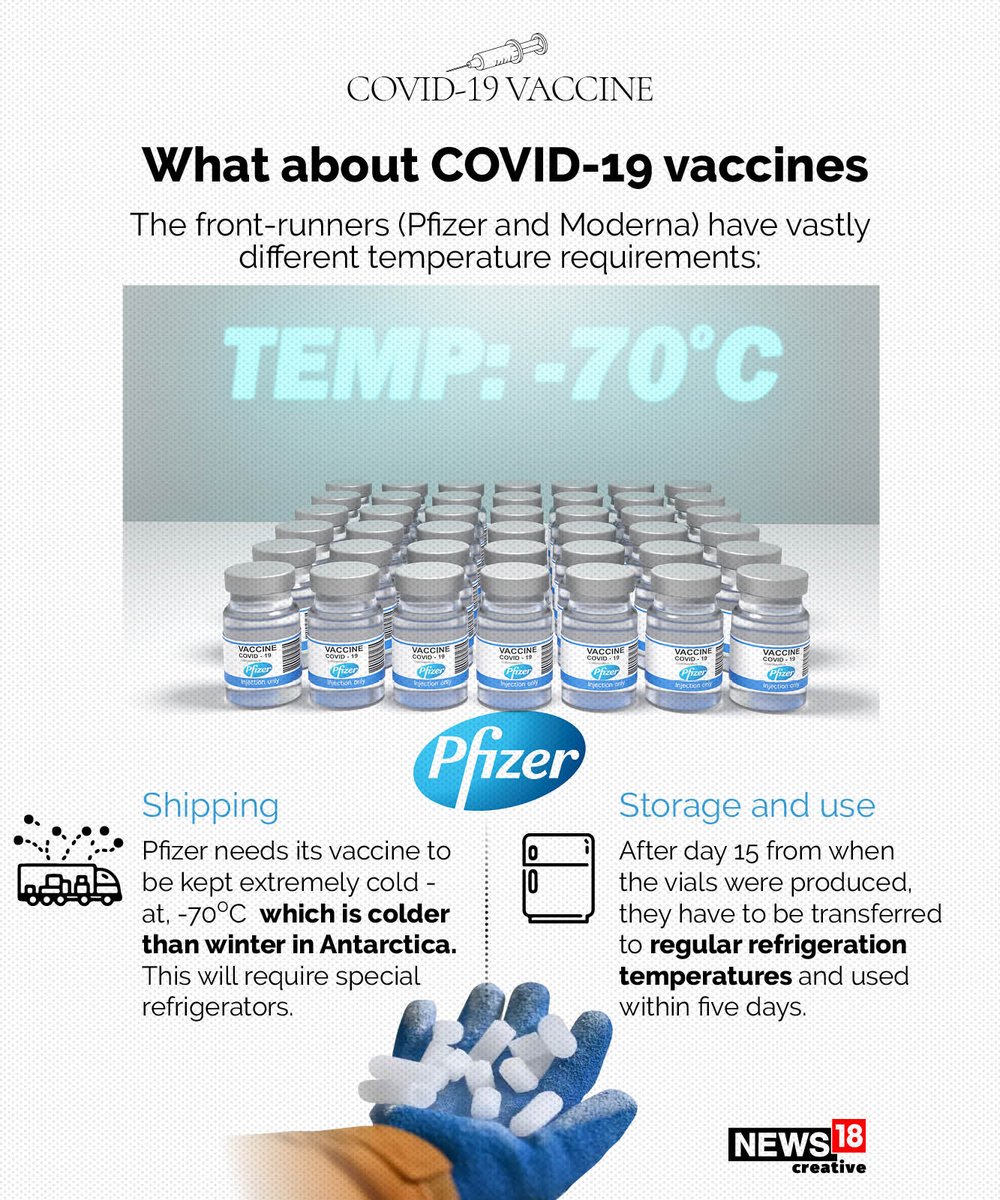 COVID-19 VACCINE
What about COVID-19 vaccines
The front-runners (Pfizer and Moderna) have vastly
different temperature requirements:
TEMP: -70°C
VACCINE
COVID - 19
Pfizer
Injection only
VACCINE
COVID - 19
Pfizer
Injection only
VACCINE
COVID - 19
Pfizer
Injection only
VACCINE
COVID - 19
Pfizer
Injection only
VACCINE
COVID - 19
Pfizer
Injection only
VACCINE
COVID - 19
Pfizer
Injection only
VACCINE
COVID - 19
Pfizer
Injection only
Pfizer
Shipping
Pfizer needs its vaccine to
be kept extremely cold -
at, -70°C which is colder
than winter in Antarctica.
This will require special
refrigerators.
Storage and use
After day 15 from when
the vials were produced,
they have to be transferred
to regular refrigeration
temperatures and used
within five days.
NEWS18
creative